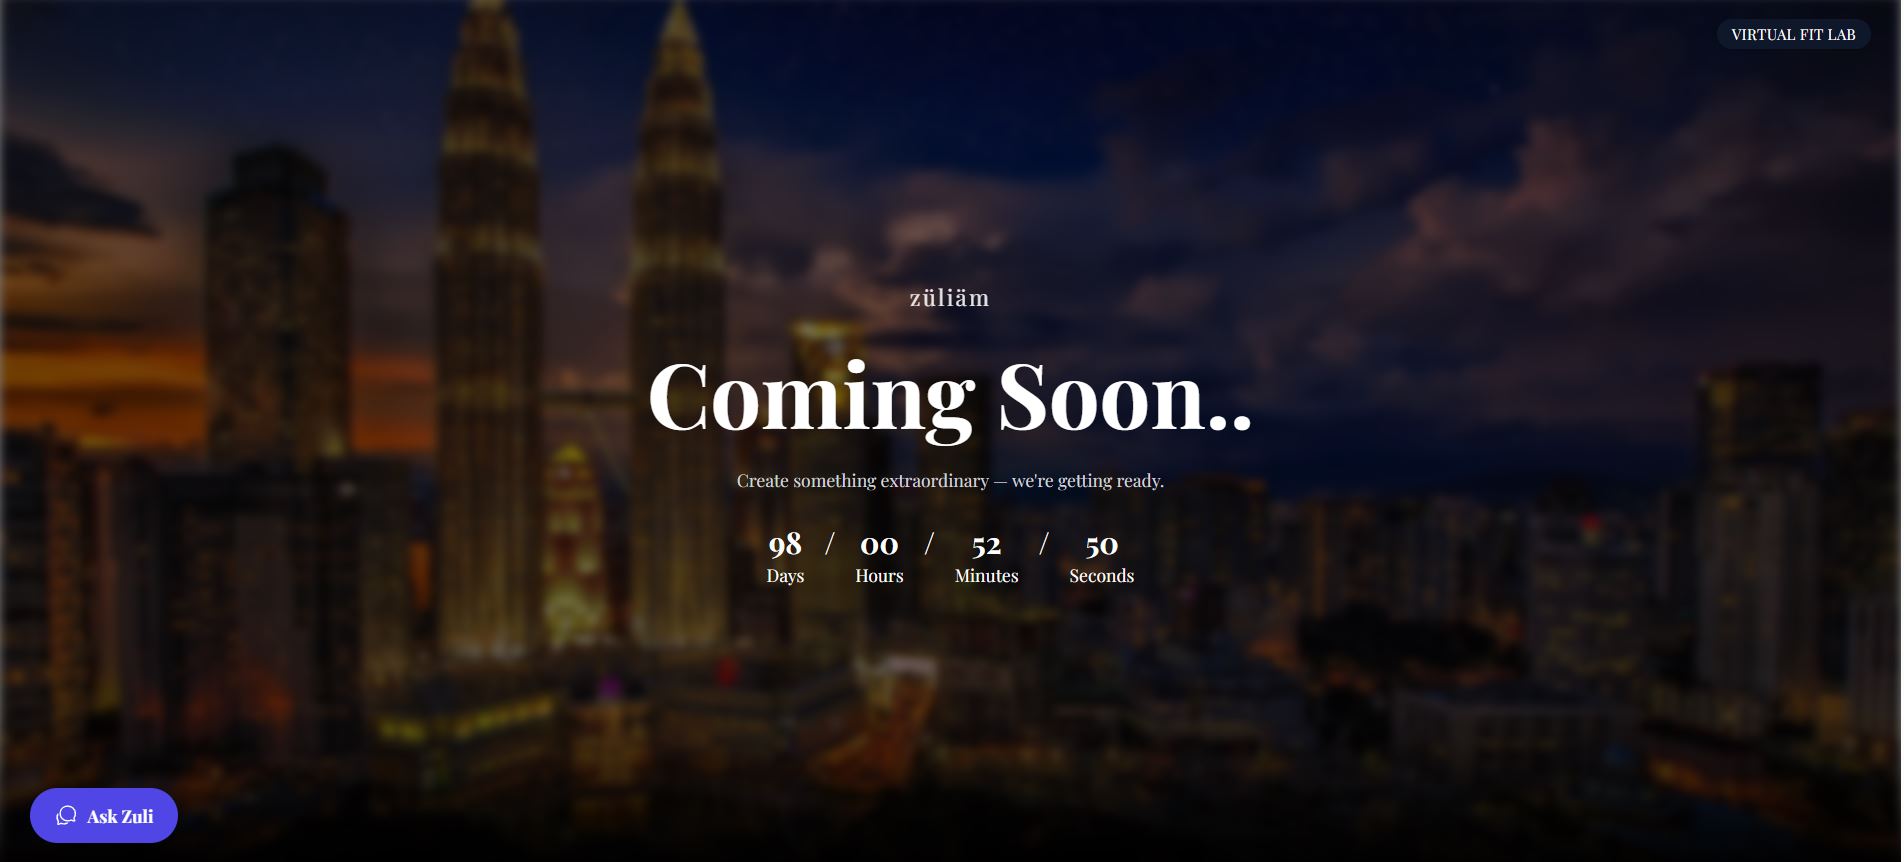 VIRTUAL FIT LAB
züliäm
Coming Soon..
Create something extraordinary — we're getting ready.
98 / 00 / 52 / 50
Days Hours Minutes Seconds
Ask Zuli